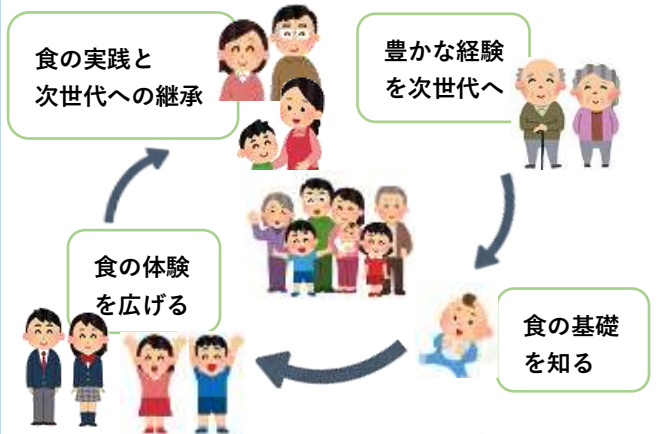 食の実践と
次世代への継承
豊かな経験
を次世代へ
食の体験
を広げる
食の基礎
を知る